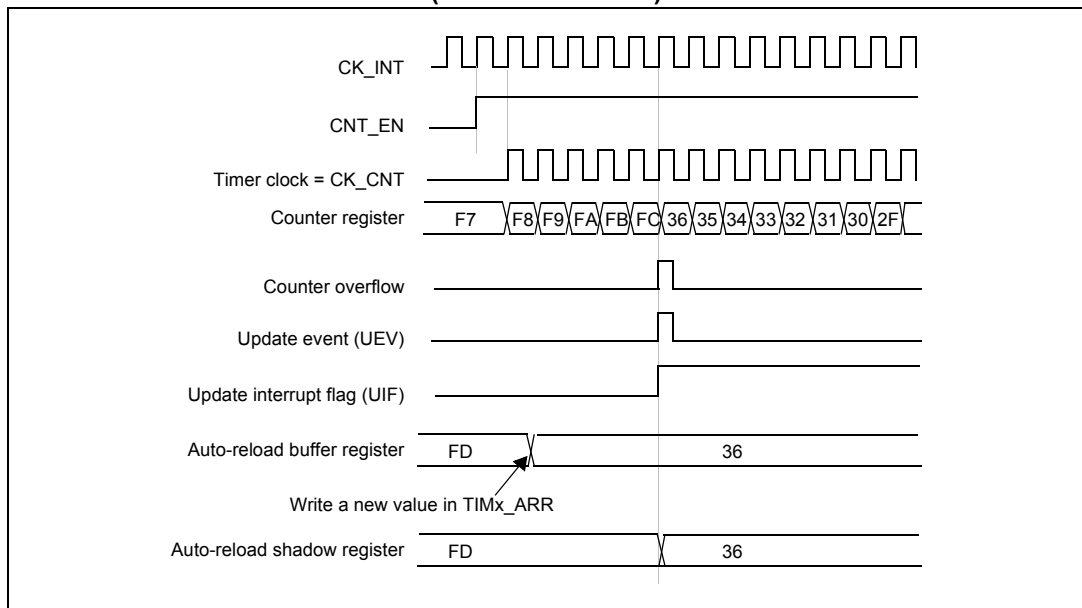 CK_INT
CNT_EN
Timer clock = CK_CNT
Counter register F7 F8 F9 FA FB FC 36 35 34 33 32 31 30 2F
Counter overflow
Update event (UEV)
Update interrupt flag (UIF)
Auto-reload buffer register FD 36
Write a new value in TIMx_ARR
Auto-reload shadow register FD 36